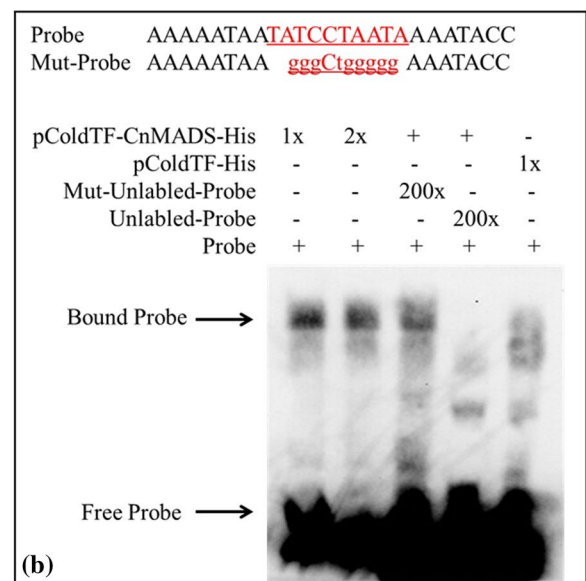 Probe AAAAATAATATCCTAATAAAATACC
Mut-Probe AAAAATAA gggCtggggg AAATACC
pColdTF-CnMADS-His 1x 2x + + -
pColdTF-His - - - - 1x
Mut-Unlabled-Probe - - 200x - -
Unlabled-Probe - - - 200x -
Probe + + + + +
Bound Probe
Free Probe
(b)